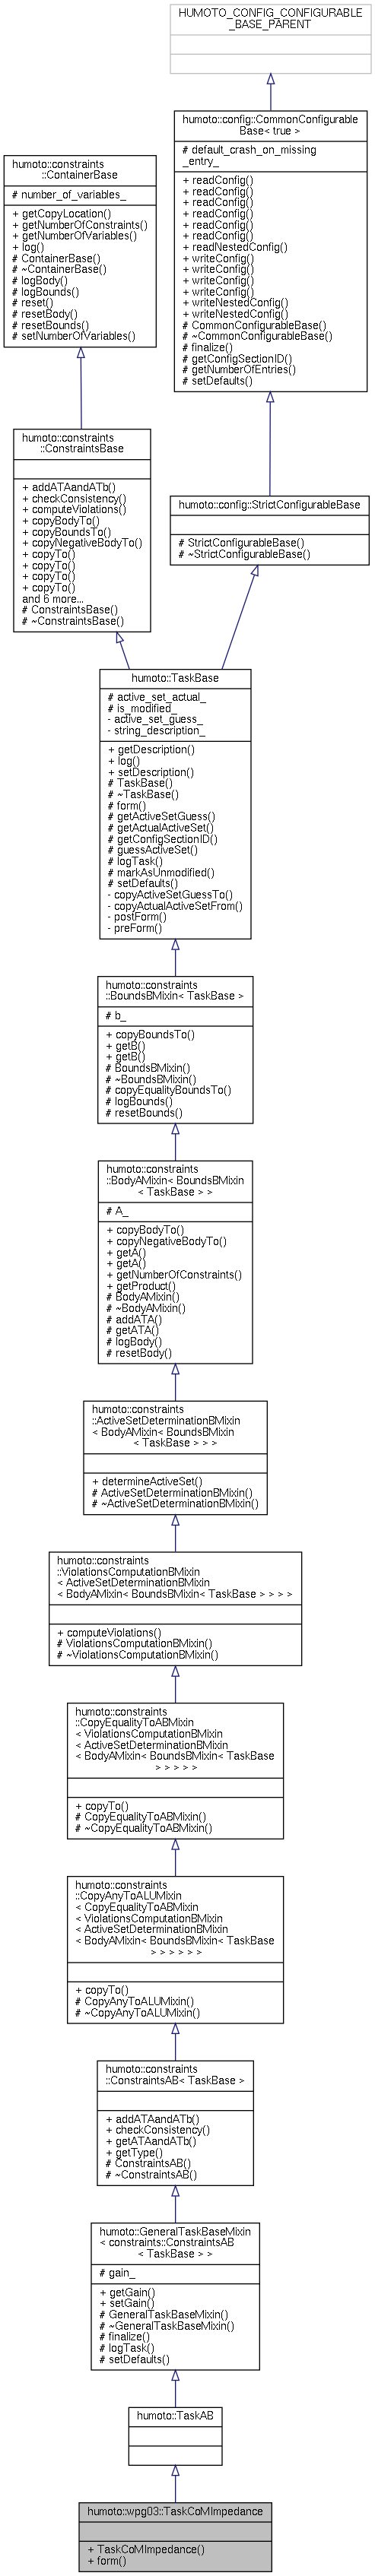 HUMOTO_CONFIG_CONFIGURABLE
_BASE_PARENT
humoto::config::CommonConfigurable
Base< true >
# default_crash_on_missing
_entry_
+ readConfig()
+ readConfig()
+ readConfig()
+ readConfig()
+ readConfig()
+ readConfig()
+ readNestedConfig()
+ writeConfig()
+ writeConfig()
+ writeConfig()
+ writeConfig()
+ writeNestedConfig()
+ writeNestedConfig()
# CommonConfigurableBase()
# ~CommonConfigurableBase()
# finalize()
# getConfigSectionID()
# getNumberOfEntries()
# setDefaults()
humoto::constraints
::ContainerBase
# number_of_variables_
+ getCopyLocation()
+ getNumberOfConstraints()
+ getNumberOfVariables()
+ log()
# ContainerBase()
# ~ContainerBase()
# logBody()
# logBounds()
# reset()
# resetBody()
# resetBounds()
# setNumberOfVariables()
humoto::constraints
::ConstraintsBase
+ addATAandATb()
+ checkConsistency()
+ computeViolations()
+ copyBodyTo()
+ copyBoundsTo()
+ copyNegativeBodyTo()
+ copyTo()
+ copyTo()
+ copyTo()
+ copyTo()
and 6 more...
# ConstraintsBase()
# ~ConstraintsBase()
humoto::config::StrictConfigurableBase
# StrictConfigurableBase()
# ~StrictConfigurableBase()
humoto::TaskBase
# active_set_actual_
# is_modified_
- active_set_guess_
- string_description_
+ getDescription()
+ log()
+ setDescription()
# TaskBase()
# ~TaskBase()
# form()
# getActiveSetGuess()
# getActualActiveSet()
# getConfigSectionID()
# guessActiveSet()
# logTask()
# markAsUnmodified()
# setDefaults()
- copyActiveSetGuessTo()
- copyActualActiveSetFrom()
- postForm()
- preForm()
humoto::constraints
::BoundsBMixin< TaskBase >
# b_
+ copyBoundsTo()
+ getB()
+ getB()
# BoundsBMixin()
# ~BoundsBMixin()
# copyEqualityBoundsTo()
# logBounds()
# resetBounds()
humoto::constraints
::BodyAMixin< BoundsBMixin
< TaskBase > >
# A_
+ copyBodyTo()
+ copyNegativeBodyTo()
+ getA()
+ getA()
+ getNumberOfConstraints()
+ getProduct()
# BodyAMixin()
# ~BodyAMixin()
# addATA()
# getATA()
# logBody()
# resetBody()
humoto::constraints
::ActiveSetDeterminationBMixin
< BodyAMixin< BoundsBMixin
< TaskBase > > >
+ determineActiveSet()
# ActiveSetDeterminationBMixin()
# ~ActiveSetDeterminationBMixin()
humoto::constraints
::ViolationsComputationBMixin
< ActiveSetDeterminationBMixin
< BodyAMixin< BoundsBMixin< TaskBase > > > >
+ computeViolations()
# ViolationsComputationBMixin()
# ~ViolationsComputationBMixin()
humoto::constraints
::CopyEqualityToABMixin
< ViolationsComputationBMixin
< ActiveSetDeterminationBMixin
< BodyAMixin< BoundsBMixin< TaskBase
> > > > >
+ copyTo()
# CopyEqualityToABMixin()
# ~CopyEqualityToABMixin()
humoto::constraints
::CopyAnyToALUMixin
< CopyEqualityToABMixin
< ViolationsComputationBMixin
< ActiveSetDeterminationBMixin
< BodyAMixin< BoundsBMixin< TaskBase
> > > > > >
+ copyTo()
# CopyAnyToALUMixin()
# ~CopyAnyToALUMixin()
humoto::constraints
::ConstraintsAB< TaskBase >
+ addATAandATb()
+ checkConsistency()
+ getATAandATb()
+ getType()
# ConstraintsAB()
# ~ConstraintsAB()
humoto::GeneralTaskBaseMixin
< constraints::ConstraintsAB
< TaskBase > >
# gain_
+ getGain()
+ setGain()
# GeneralTaskBaseMixin()
# ~GeneralTaskBaseMixin()
# finalize()
# logTask()
# setDefaults()
humoto::TaskAB
humoto::wpg03::TaskCoMImpedance
+ TaskCoMImpedance()
+ form()